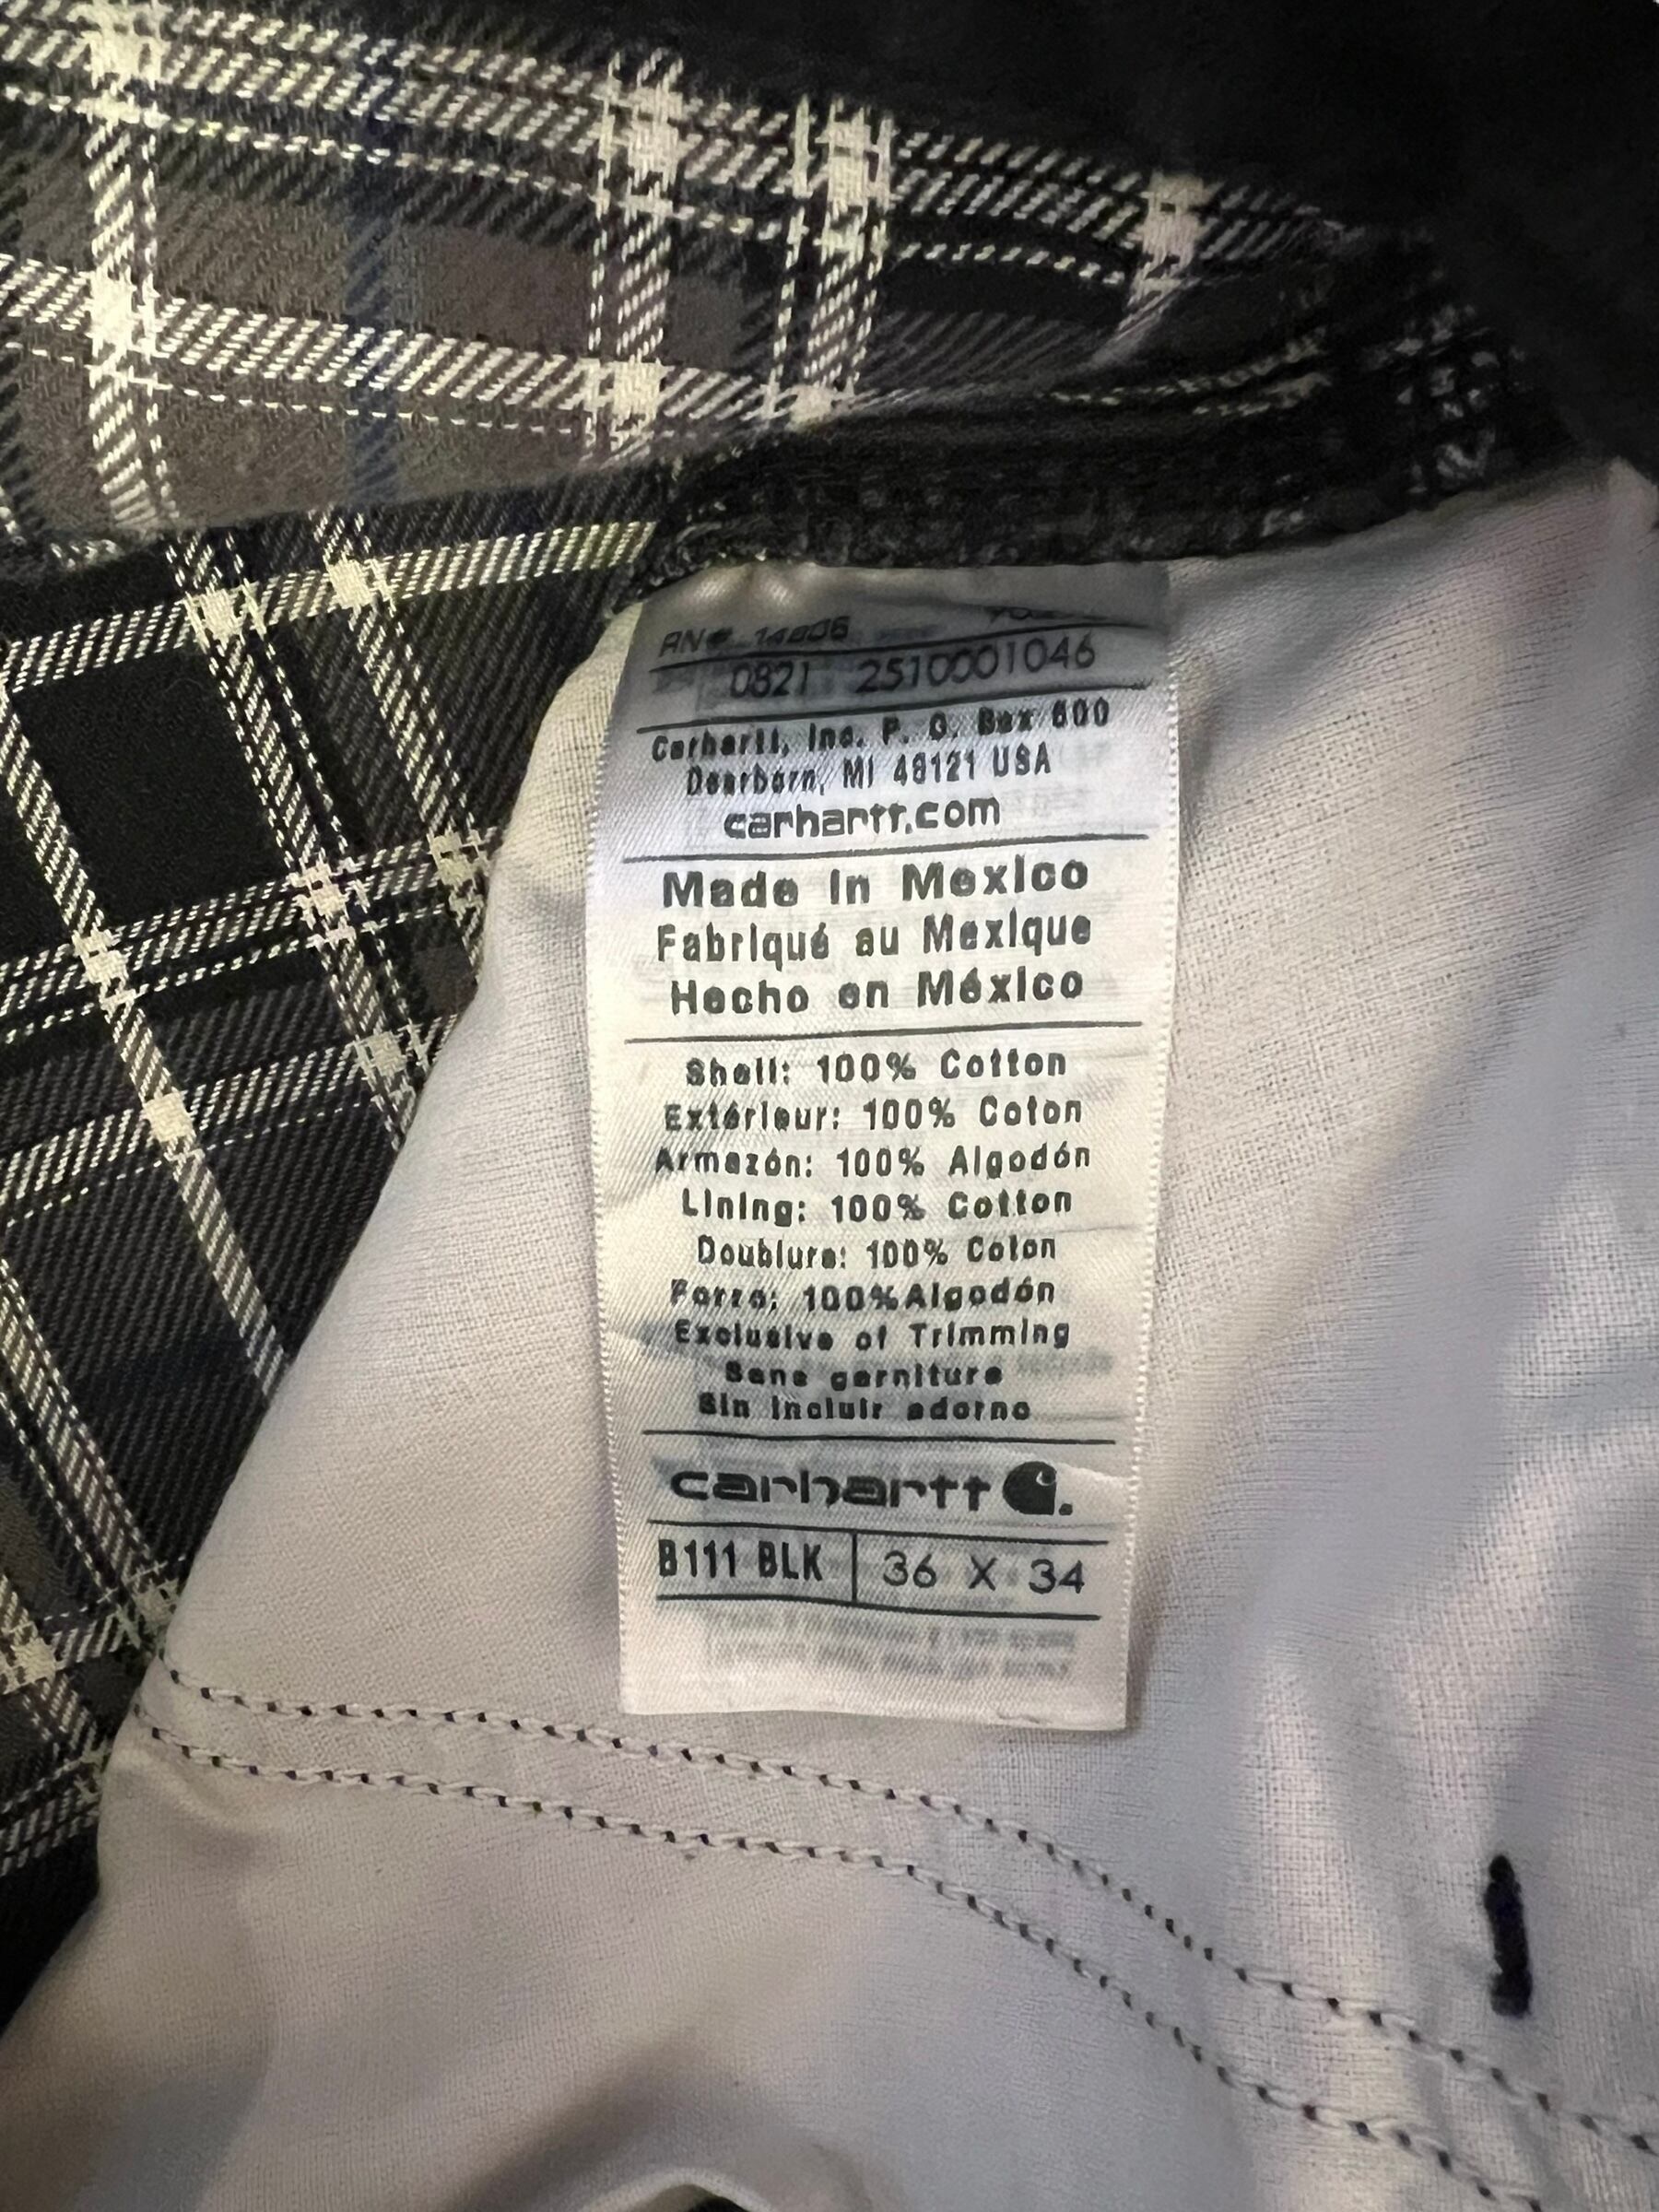 RN# 14806
0821 2510001046
Carhartt, Inc. P. O. Box 600
Dearborn, MI 48121 USA
carhartt.com
Made in Mexico
Fabriqué au Mexique
Hecho en México
Shell: 100% Cotton
Extérieur: 100% Coton
Armazón: 100% Algodón
Lining: 100% Cotton
Doublure: 100% Coton
Forro: 100% Algodón
Exclusive of Trimming
Sans garniture
Sin incluir adorno
carhartt
B111 BLK 36 X 34